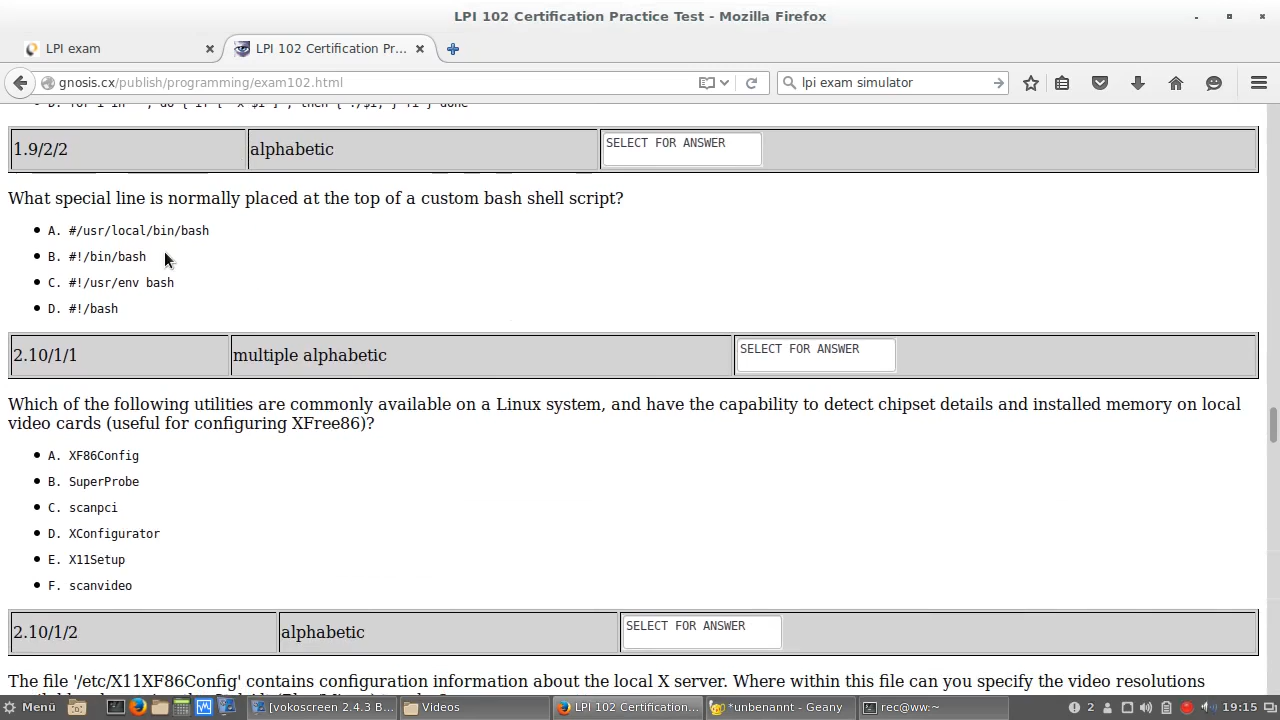 LPI 102 Certification Practice Test - Mozilla Firefox
LPI exam
LPI 102 Certification Pr...
gnosis.cx/publish/programming/exam102.html
lpi exam simulator
1.9/2/2 alphabetic SELECT FOR ANSWER
What special line is normally placed at the top of a custom bash shell script?
A. #/usr/local/bin/bash
B. #!/bin/bash
C. #!/usr/env bash
D. #!/bash
2.10/1/1 multiple alphabetic SELECT FOR ANSWER
Which of the following utilities are commonly available on a Linux system, and have the capability to detect chipset details and installed memory on local
video cards (useful for configuring XFree86)?
A. XF86Config
B. SuperProbe
C. scanpci
D. XConfigurator
E. X11Setup
F. scanvideo
2.10/1/2 alphabetic SELECT FOR ANSWER
The file '/etc/X11XF86Config' contains configuration information about the local X server. Where within this file can you specify the video resolutions
Menü [vokoscreen 2.4.3 B... Videos LPI 102 Certification... *unbenannt - Geany rec@ww:~ 2 19:15